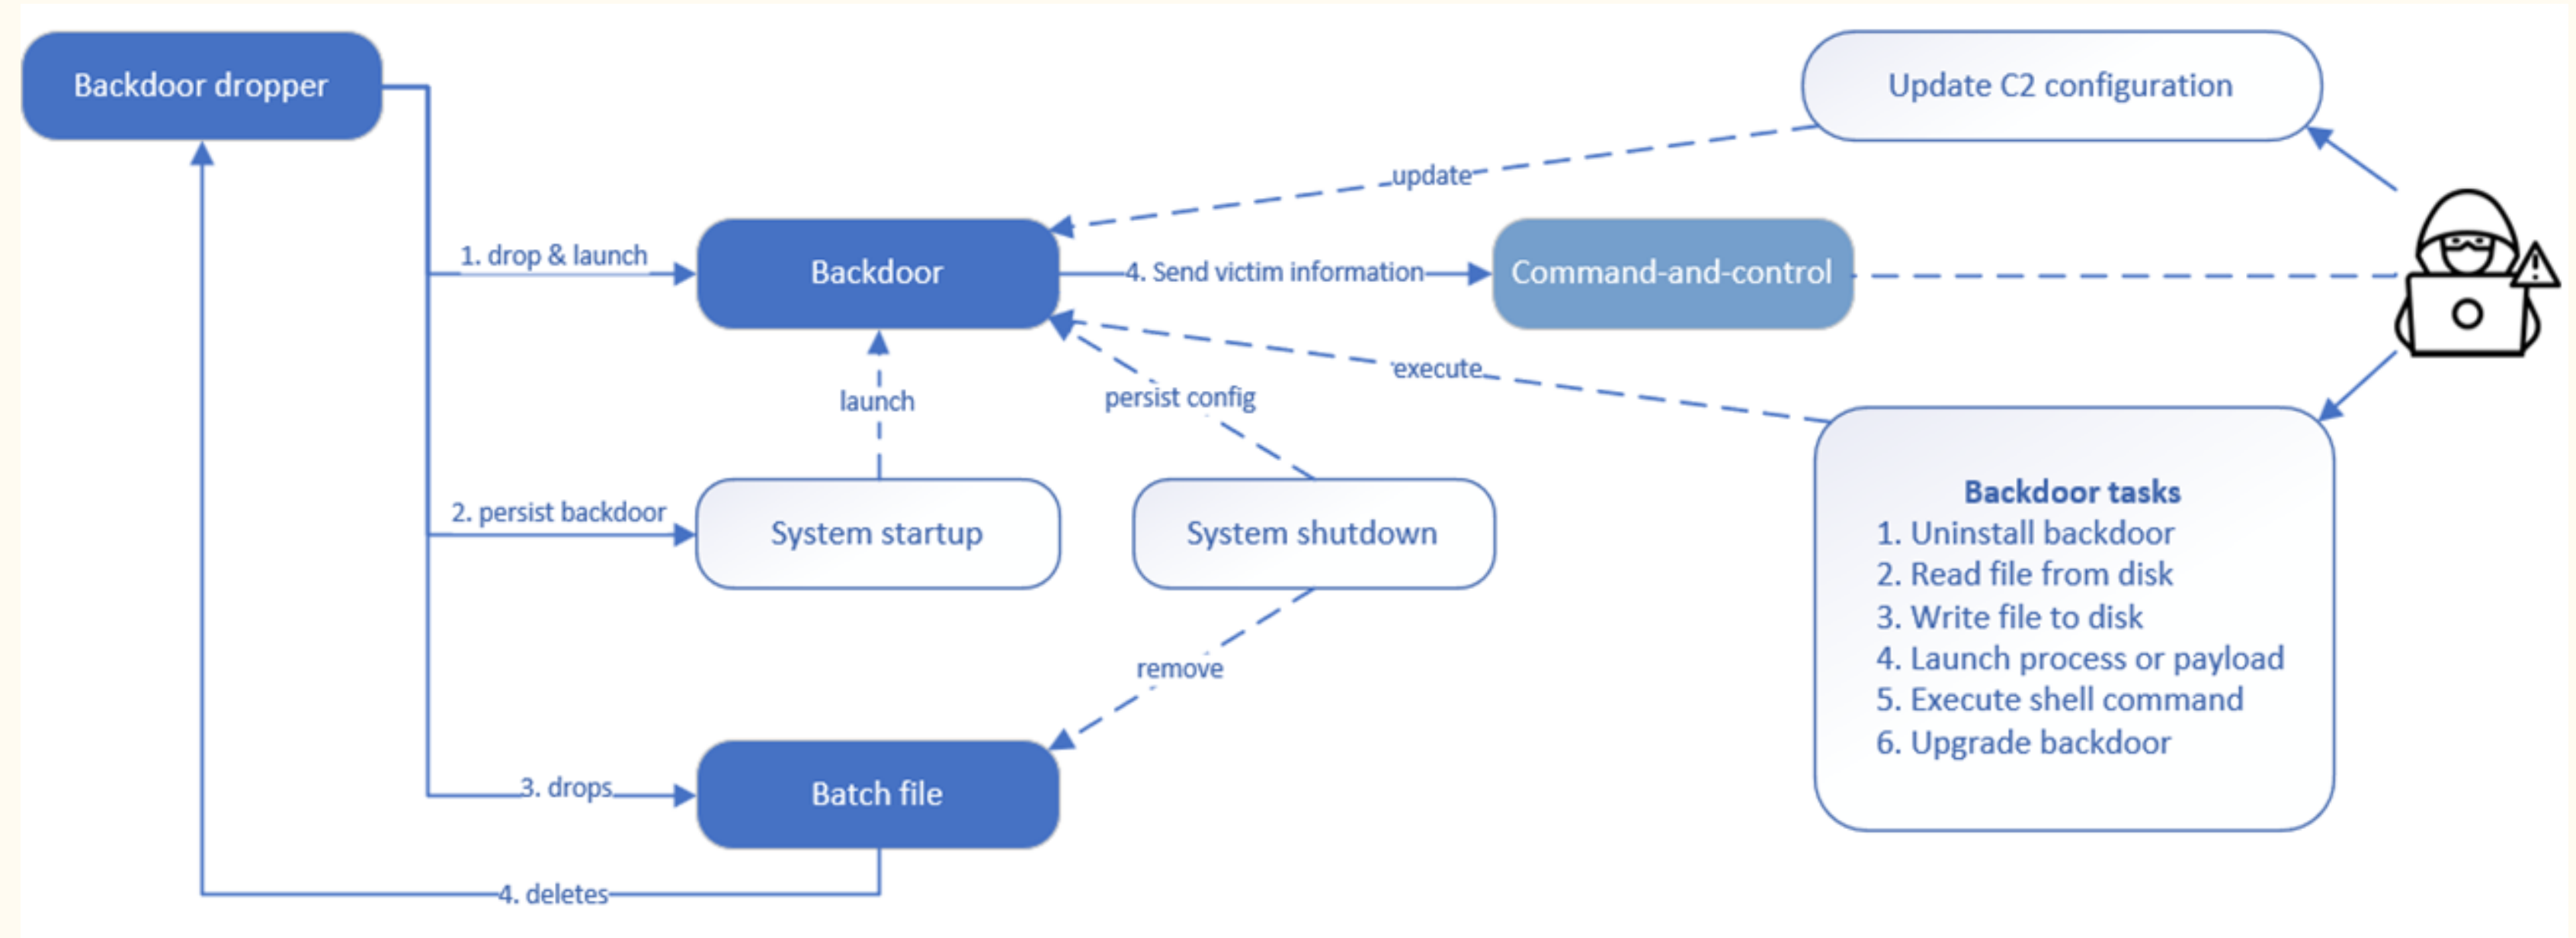 Backdoor dropper
Update C2 configuration
update
1. drop & launch
Backdoor
4. Send victim information
Command-and-control
execute
launch
persist config
2. persist backdoor
System startup
System shutdown
Backdoor tasks
1. Uninstall backdoor
2. Read file from disk
3. Write file to disk
4. Launch process or payload
5. Execute shell command
6. Upgrade backdoor
remove
3. drops
Batch file
4. deletes